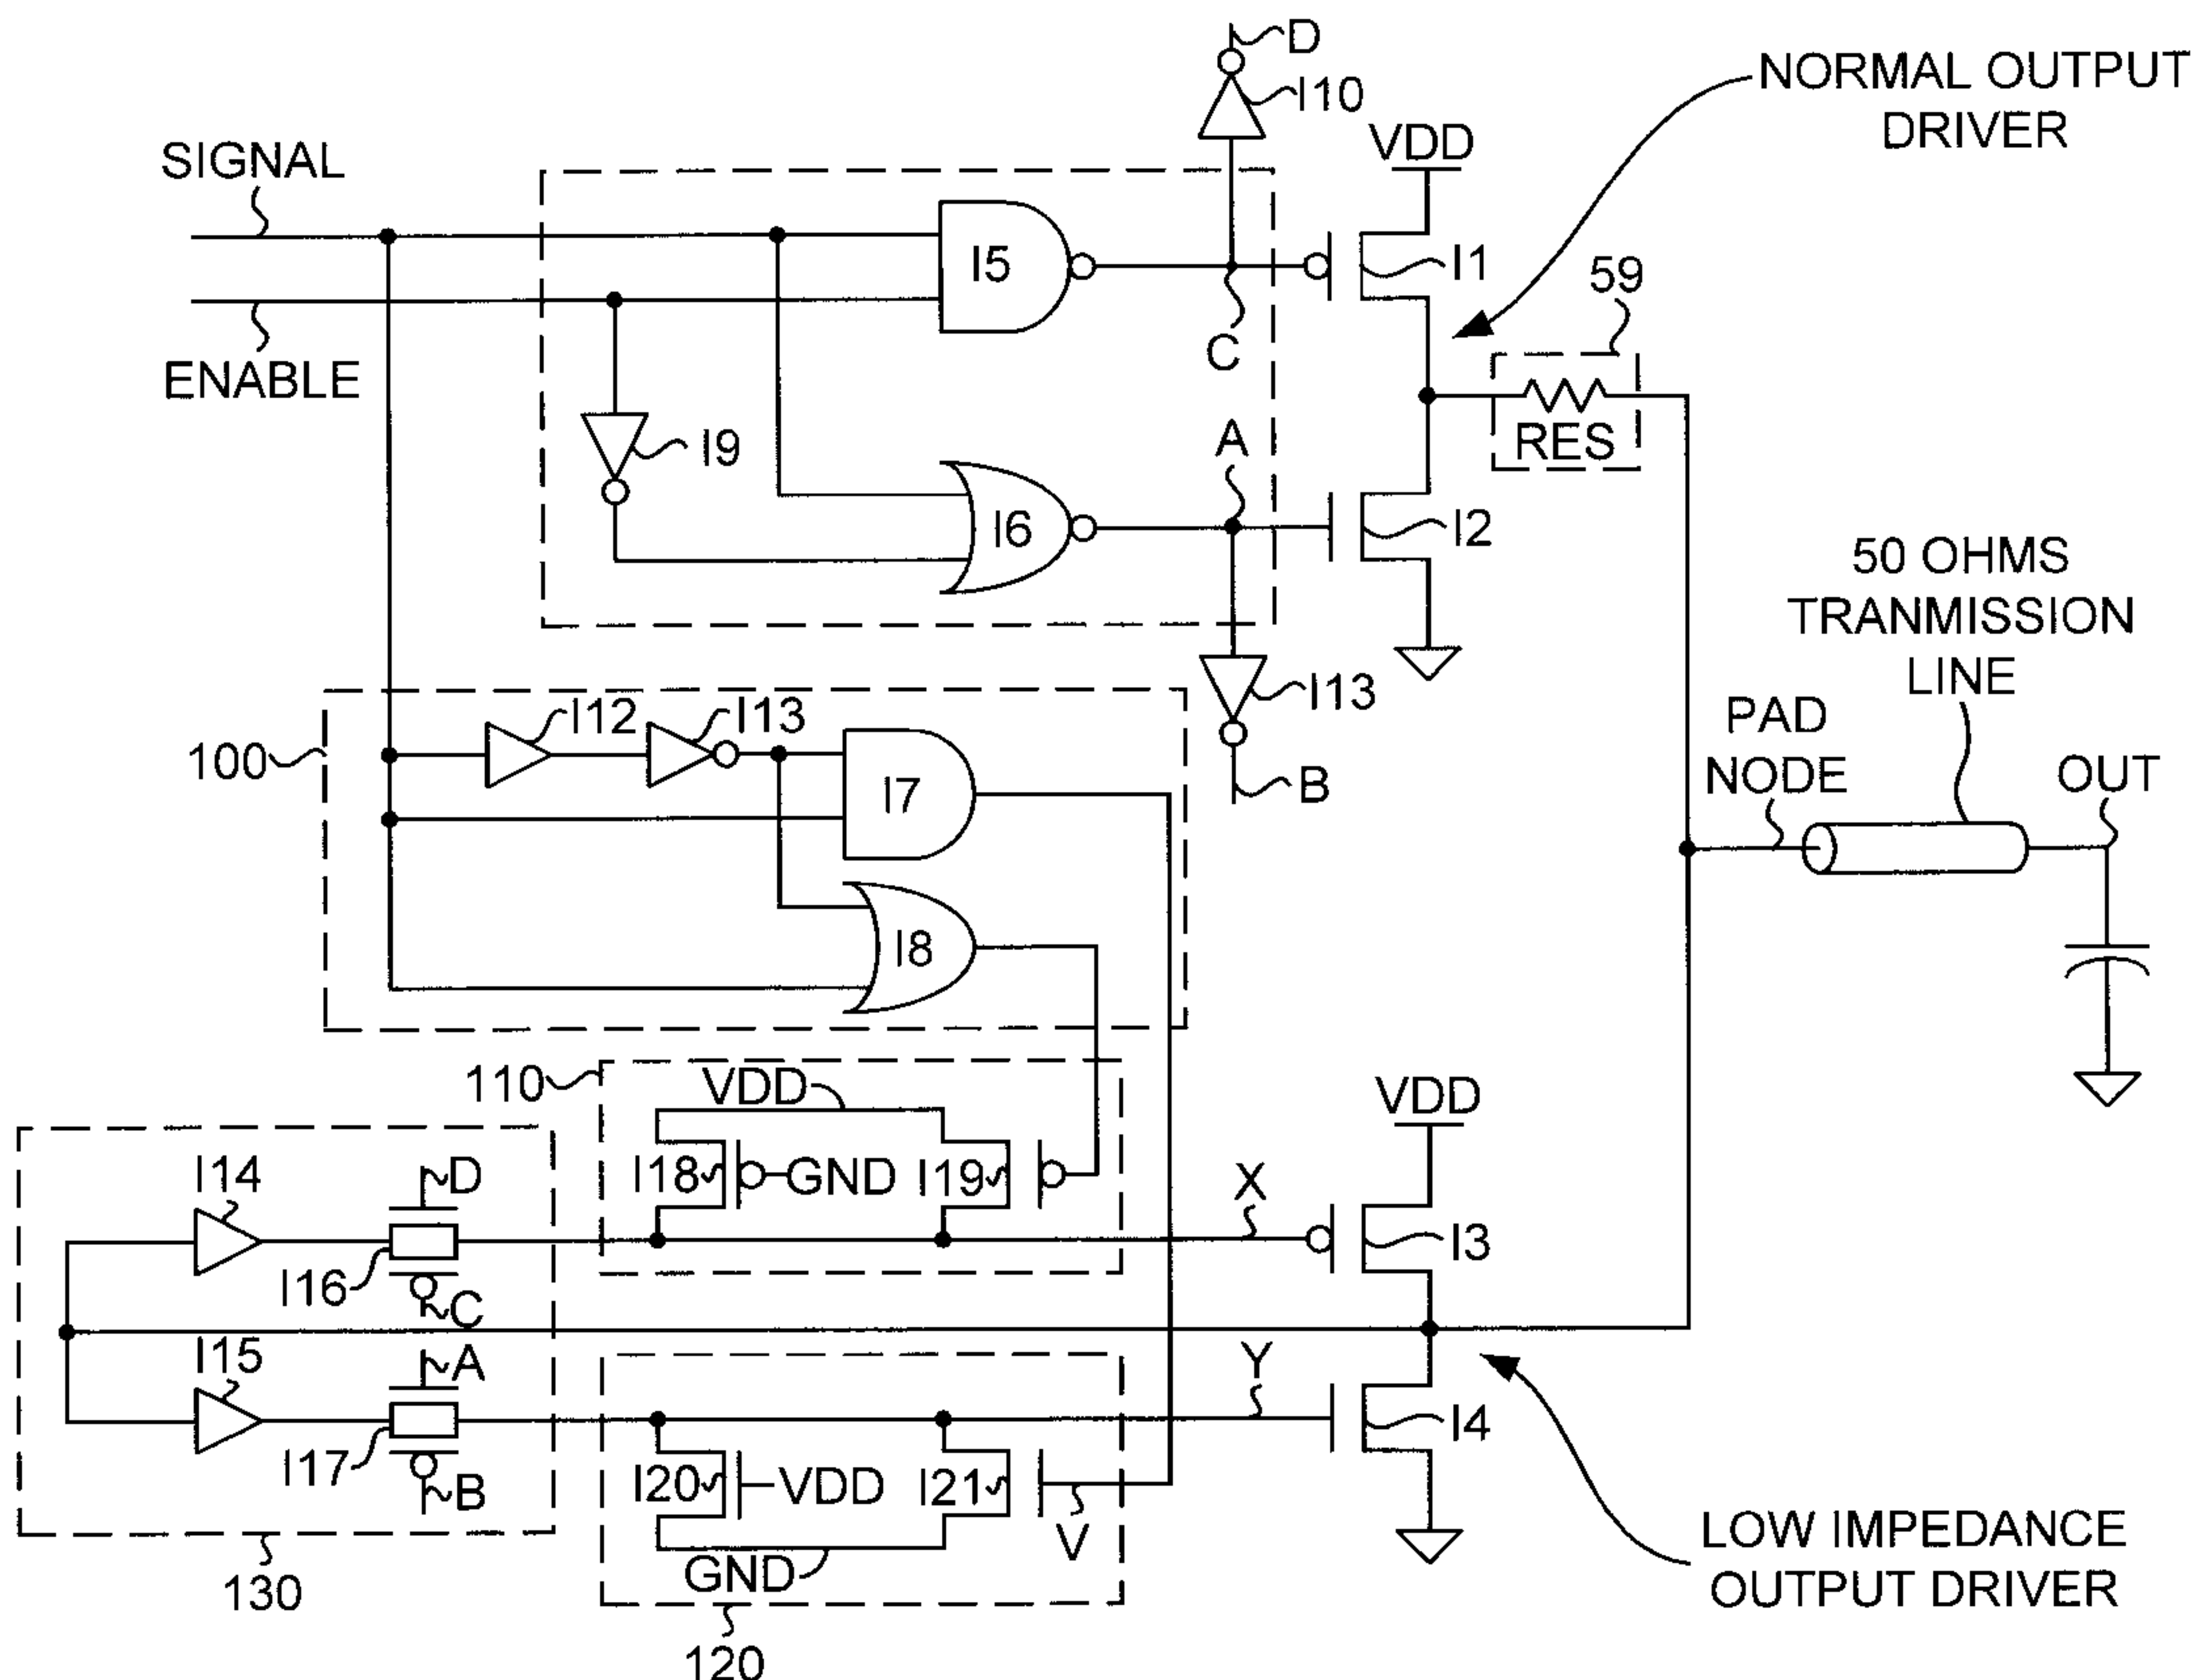 D
I10
NORMAL OUTPUT
DRIVER
VDD
SIGNAL
I5
I1
59
C
ENABLE
RES
I9
A
I6
I2
50 OHMS
TRANMISSION
LINE
I13
I12
I13
PAD
NODE
OUT
100
I7
B
I8
110
VDD
VDD
I14
D
I18
GND
I19
X
I3
I16
C
I15
A
Y
I4
I17
B
I20
VDD
I21
V
GND
LOW IMPEDANCE
OUTPUT DRIVER
130
120